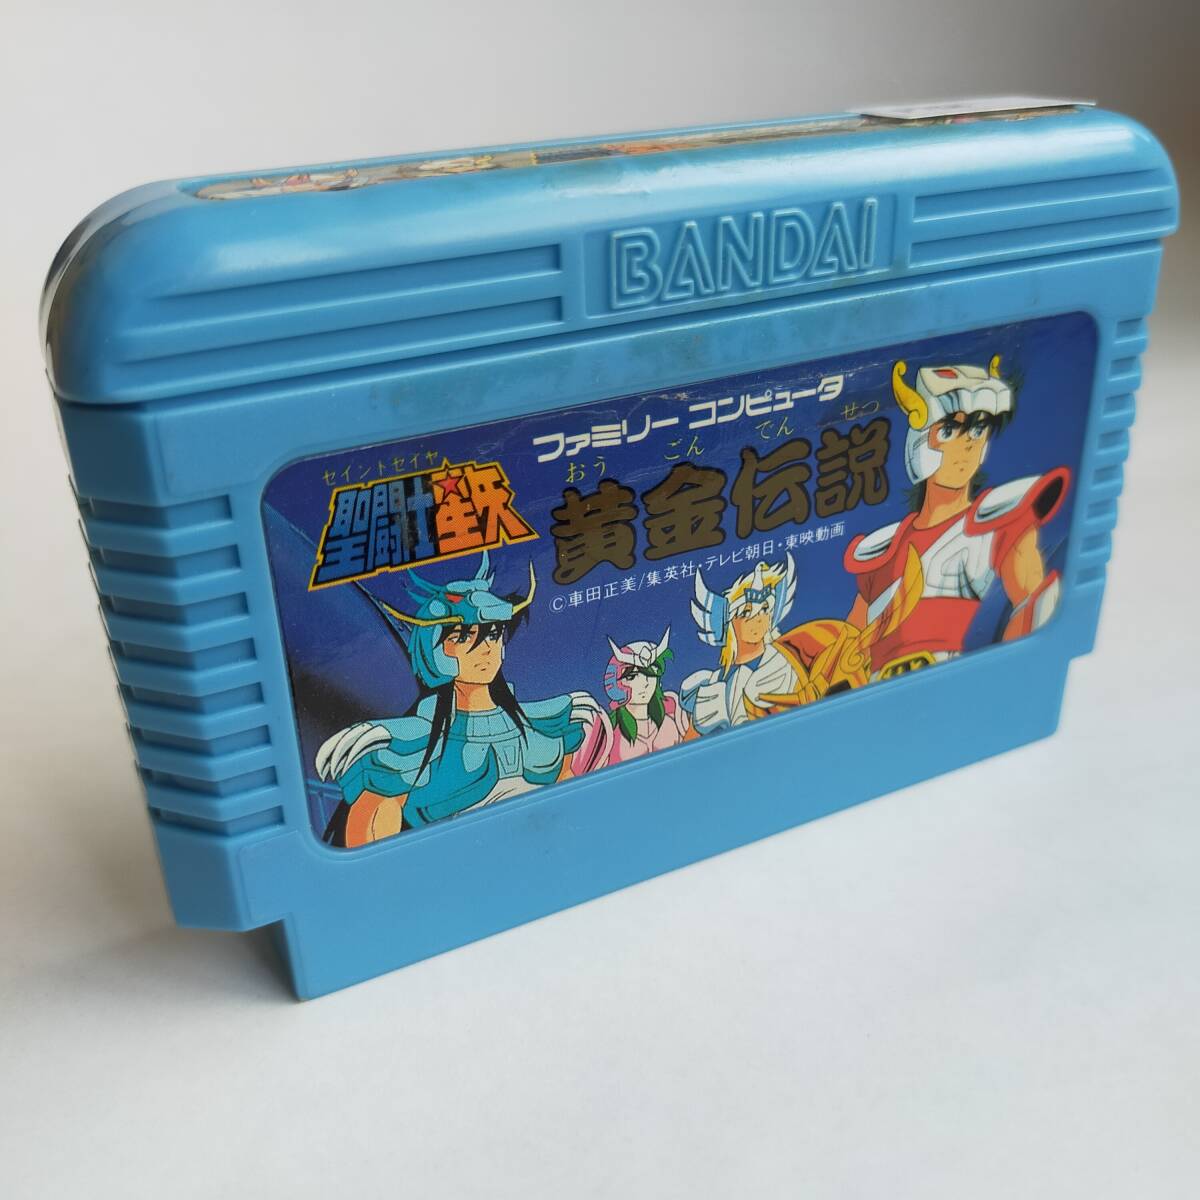 BANDAI
ファミリー コンピュータ
セイントセイヤ
聖闘士星矢
おう ごん でん せつ
黄金伝説
©車田正美/集英社・テレビ朝日・東映動画